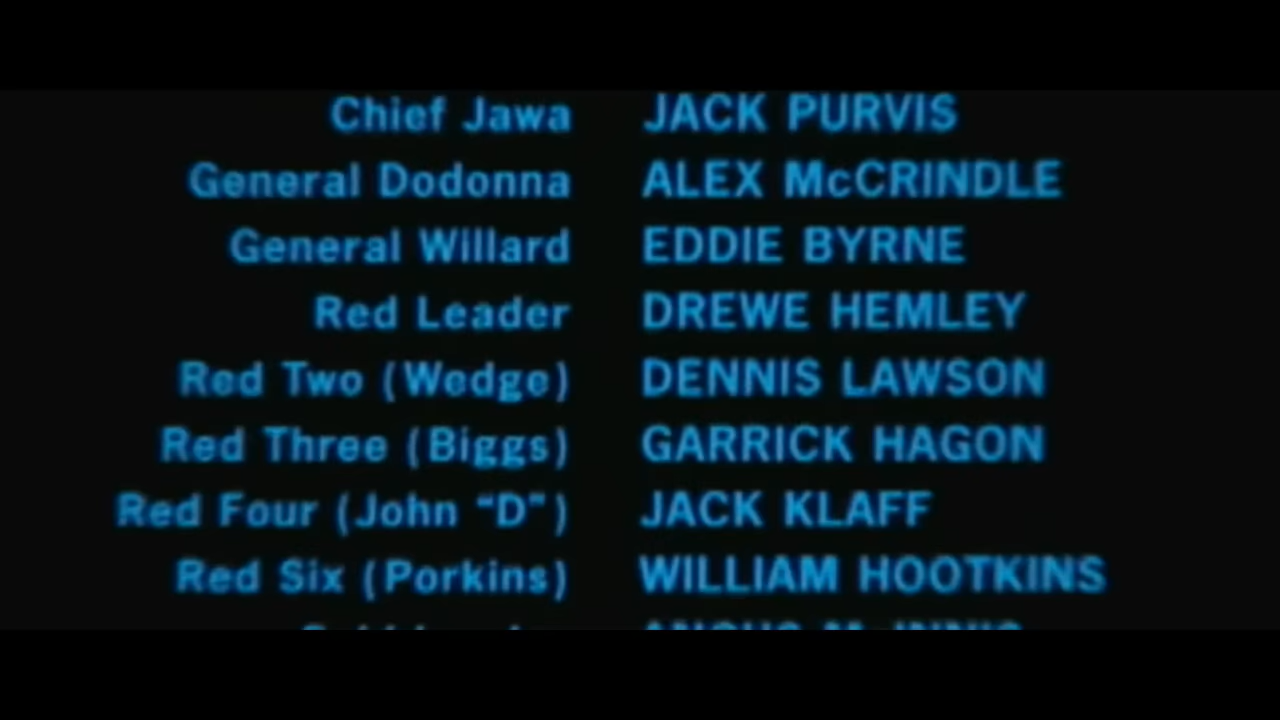 Chief Jawa JACK PURVIS
General Dodonna ALEX McCRINDLE
General Willard EDDIE BYRNE
Red Leader DREWE HEMLEY
Red Two (Wedge) DENNIS LAWSON
Red Three (Biggs) GARRICK HAGON
Red Four (John “D”) JACK KLAFF
Red Six (Porkins) WILLIAM HOOTKINS